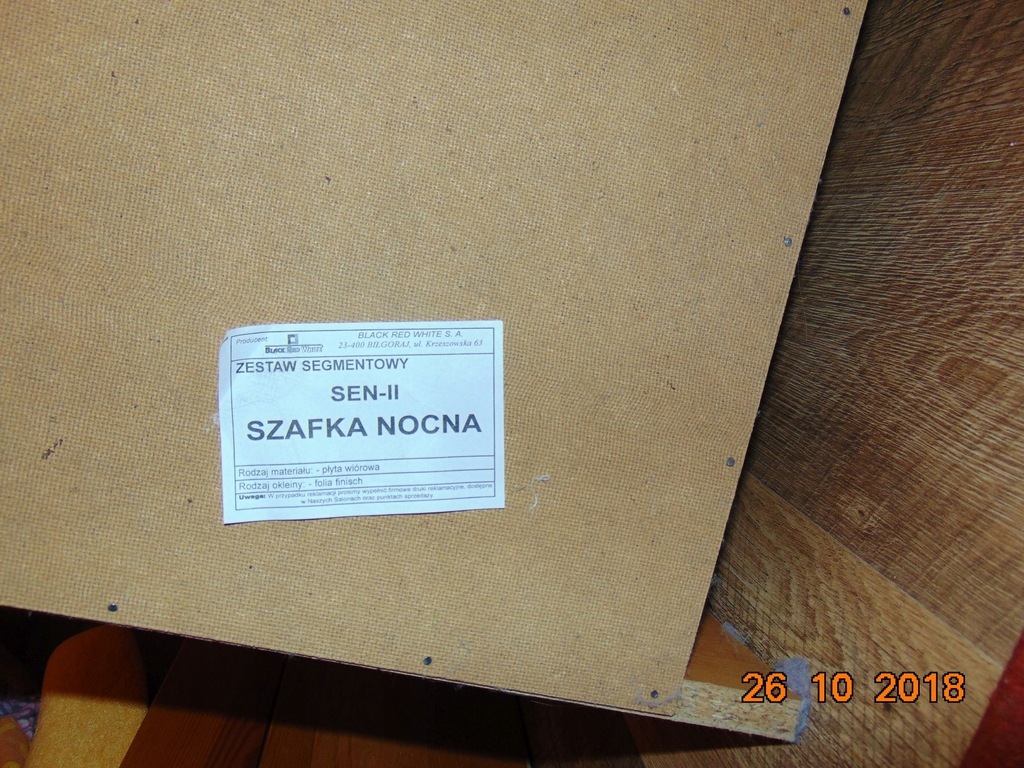 Producent:
BLACK RED WHITE
BLACK RED WHITE S. A.
23-400 BIŁGORAJ, ul. Krzeszowska 63
ZESTAW SEGMENTOWY
SEN-II
SZAFKA NOCNA
Rodzaj materiału: - płyta wiórowa
Rodzaj okleiny: - folia finisch
Uwaga: W przypadku reklamacji prosimy wypełnić firmowe druki reklamacyjne, dostępne
w Naszych Salonach oraz punktach sprzedaży.
26 10 2018